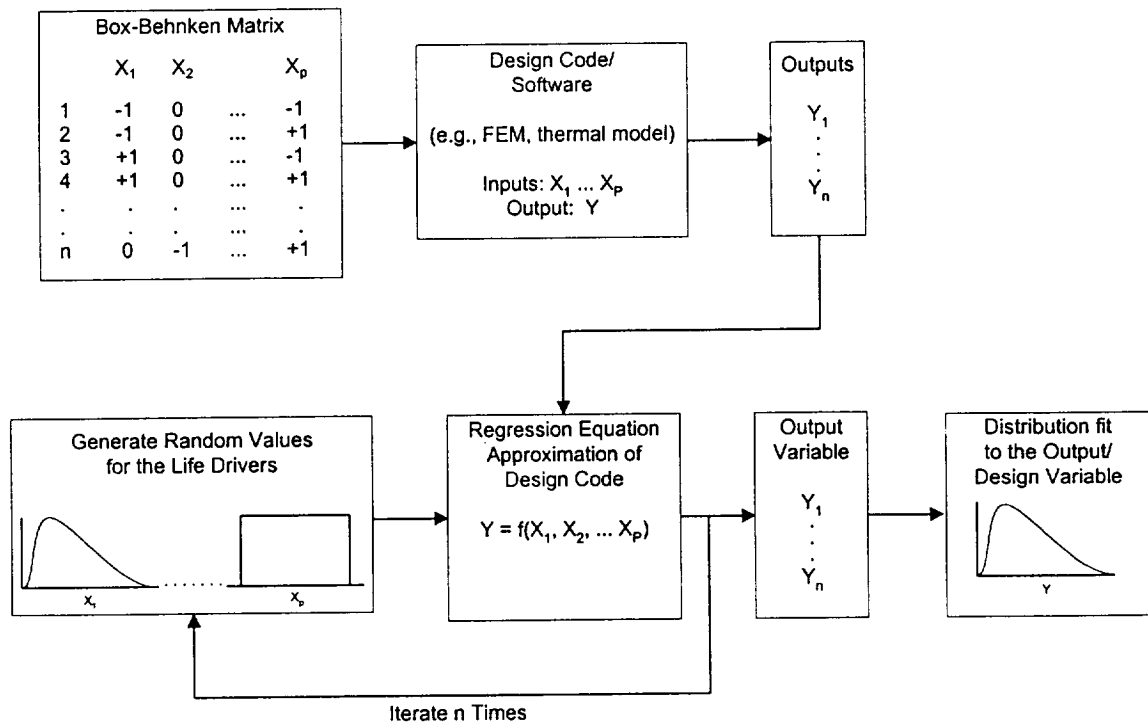 Box-Behnken Matrix
X₁ X₂ Xₚ
1 -1 0 ... -1
2 -1 0 ... +1
3 +1 0 ... -1
4 +1 0 ... +1
. . . ... .
. . . ... .
n 0 -1 ... +1
Design Code/
Software
(e.g., FEM, thermal model)
Inputs: X₁ ... X_P
Output: Y
Outputs
Y₁
.
.
.
Yₙ
Generate Random Values
for the Life Drivers
X₁ ........ Xₚ
Regression Equation
Approximation of
Design Code
Y = f(X₁, X₂, ... X_P)
Output
Variable
Y₁
.
.
.
Yₙ
Distribution fit
to the Output/
Design Variable
Y
Iterate n Times